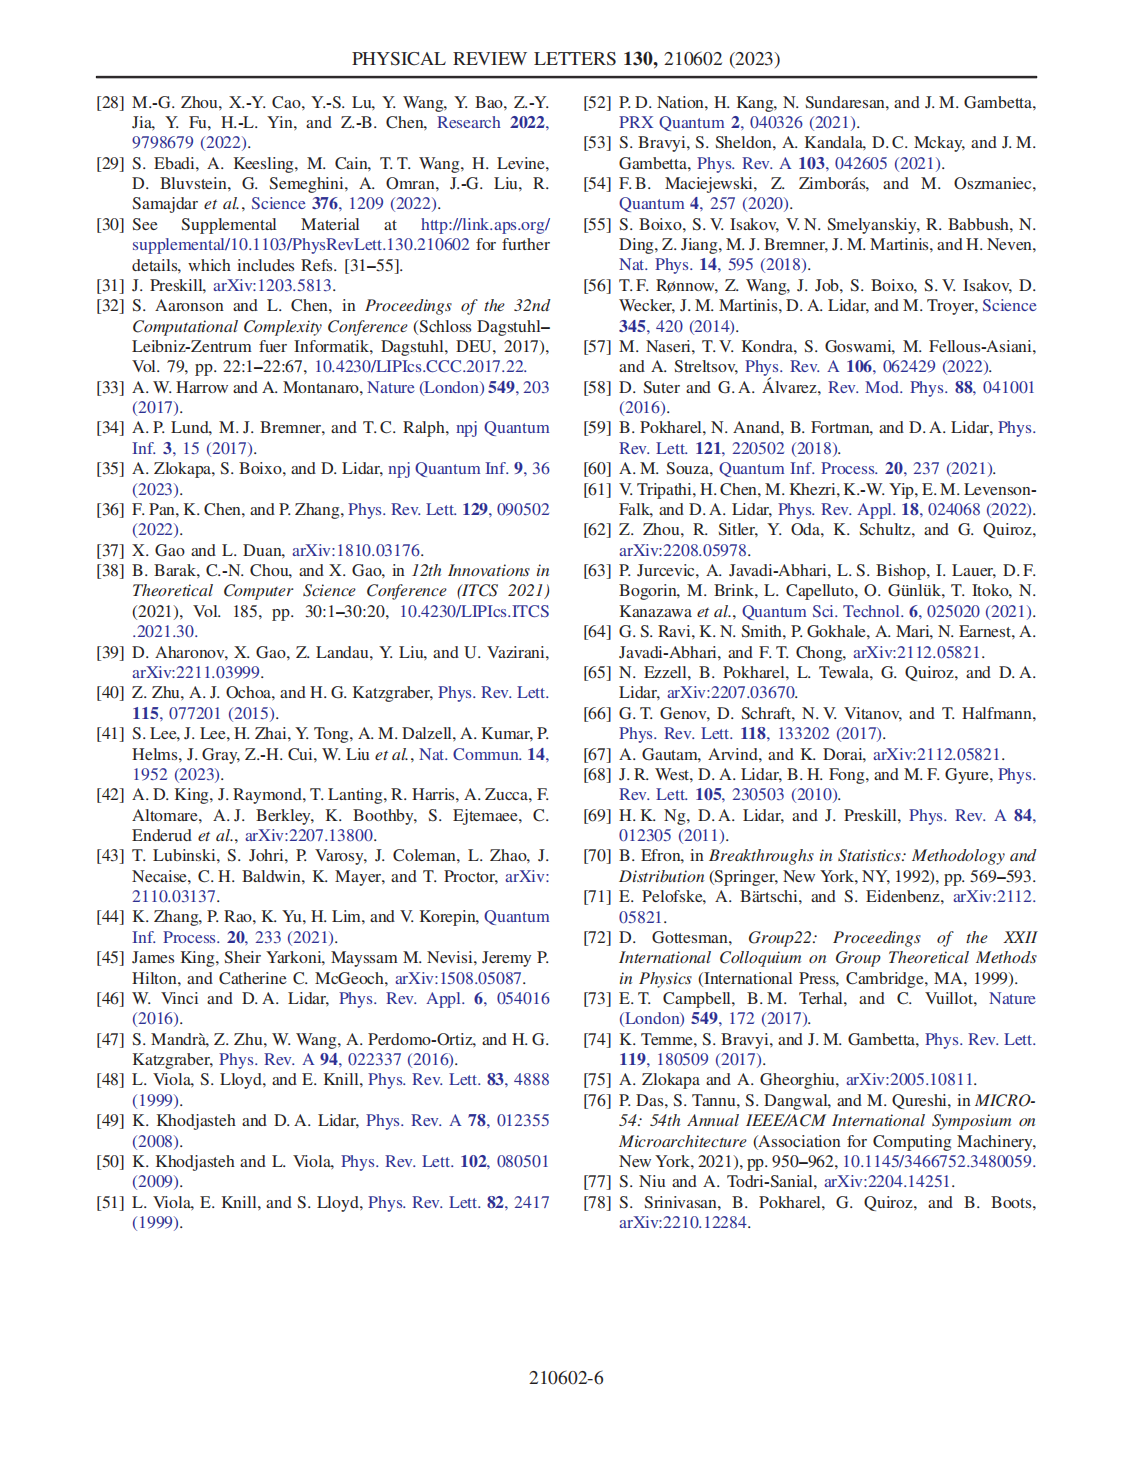 PHYSICAL REVIEW LETTERS 130, 210602 (2023)
[28] M.-G. Zhou, X.-Y. Cao, Y.-S. Lu, Y. Wang, Y. Bao, Z.-Y.
Jia, Y. Fu, H.-L. Yin, and Z.-B. Chen, Research 2022,
9798679 (2022).
[29] S. Ebadi, A. Keesling, M. Cain, T. T. Wang, H. Levine,
D. Bluvstein, G. Semeghini, A. Omran, J.-G. Liu, R.
Samajdar et al., Science 376, 1209 (2022).
[30] See Supplemental Material at http://link.aps.org/
supplemental/10.1103/PhysRevLett.130.210602 for further
details, which includes Refs. [31–55].
[31] J. Preskill, arXiv:1203.5813.
[32] S. Aaronson and L. Chen, in Proceedings of the 32nd
Computational Complexity Conference (Schloss Dagstuhl–
Leibniz-Zentrum fuer Informatik, Dagstuhl, DEU, 2017),
Vol. 79, pp. 22:1–22:67, 10.4230/LIPIcs.CCC.2017.22.
[33] A. W. Harrow and A. Montanaro, Nature (London) 549, 203
(2017).
[34] A. P. Lund, M. J. Bremner, and T. C. Ralph, npj Quantum
Inf. 3, 15 (2017).
[35] A. Zlokapa, S. Boixo, and D. Lidar, npj Quantum Inf. 9, 36
(2023).
[36] F. Pan, K. Chen, and P. Zhang, Phys. Rev. Lett. 129, 090502
(2022).
[37] X. Gao and L. Duan, arXiv:1810.03176.
[38] B. Barak, C.-N. Chou, and X. Gao, in 12th Innovations in
Theoretical Computer Science Conference (ITCS 2021)
(2021), Vol. 185, pp. 30:1–30:20, 10.4230/LIPIcs.ITCS
.2021.30.
[39] D. Aharonov, X. Gao, Z. Landau, Y. Liu, and U. Vazirani,
arXiv:2211.03999.
[40] Z. Zhu, A. J. Ochoa, and H. G. Katzgraber, Phys. Rev. Lett.
115, 077201 (2015).
[41] S. Lee, J. Lee, H. Zhai, Y. Tong, A. M. Dalzell, A. Kumar, P.
Helms, J. Gray, Z.-H. Cui, W. Liu et al., Nat. Commun. 14,
1952 (2023).
[42] A. D. King, J. Raymond, T. Lanting, R. Harris, A. Zucca, F.
Altomare, A. J. Berkley, K. Boothby, S. Ejtemaee, C.
Enderud et al., arXiv:2207.13800.
[43] T. Lubinski, S. Johri, P. Varosy, J. Coleman, L. Zhao, J.
Necaise, C. H. Baldwin, K. Mayer, and T. Proctor, arXiv:
2110.03137.
[44] K. Zhang, P. Rao, K. Yu, H. Lim, and V. Korepin, Quantum
Inf. Process. 20, 233 (2021).
[45] James King, Sheir Yarkoni, Mayssam M. Nevisi, Jeremy P.
Hilton, and Catherine C. McGeoch, arXiv:1508.05087.
[46] W. Vinci and D. A. Lidar, Phys. Rev. Appl. 6, 054016
(2016).
[47] S. Mandrà, Z. Zhu, W. Wang, A. Perdomo-Ortiz, and H. G.
Katzgraber, Phys. Rev. A 94, 022337 (2016).
[48] L. Viola, S. Lloyd, and E. Knill, Phys. Rev. Lett. 83, 4888
(1999).
[49] K. Khodjasteh and D. A. Lidar, Phys. Rev. A 78, 012355
(2008).
[50] K. Khodjasteh and L. Viola, Phys. Rev. Lett. 102, 080501
(2009).
[51] L. Viola, E. Knill, and S. Lloyd, Phys. Rev. Lett. 82, 2417
(1999).
[52] P. D. Nation, H. Kang, N. Sundaresan, and J. M. Gambetta,
PRX Quantum 2, 040326 (2021).
[53] S. Bravyi, S. Sheldon, A. Kandala, D. C. Mckay, and J. M.
Gambetta, Phys. Rev. A 103, 042605 (2021).
[54] F. B. Maciejewski, Z. Zimborás, and M. Oszmaniec,
Quantum 4, 257 (2020).
[55] S. Boixo, S. V. Isakov, V. N. Smelyanskiy, R. Babbush, N.
Ding, Z. Jiang, M. J. Bremner, J. M. Martinis, and H. Neven,
Nat. Phys. 14, 595 (2018).
[56] T. F. Rønnow, Z. Wang, J. Job, S. Boixo, S. V. Isakov, D.
Wecker, J. M. Martinis, D. A. Lidar, and M. Troyer, Science
345, 420 (2014).
[57] M. Naseri, T. V. Kondra, S. Goswami, M. Fellous-Asiani,
and A. Streltsov, Phys. Rev. A 106, 062429 (2022).
[58] D. Suter and G. A. Álvarez, Rev. Mod. Phys. 88, 041001
(2016).
[59] B. Pokharel, N. Anand, B. Fortman, and D. A. Lidar, Phys.
Rev. Lett. 121, 220502 (2018).
[60] A. M. Souza, Quantum Inf. Process. 20, 237 (2021).
[61] V. Tripathi, H. Chen, M. Khezri, K.-W. Yip, E. M. Levenson-
Falk, and D. A. Lidar, Phys. Rev. Appl. 18, 024068 (2022).
[62] Z. Zhou, R. Sitler, Y. Oda, K. Schultz, and G. Quiroz,
arXiv:2208.05978.
[63] P. Jurcevic, A. Javadi-Abhari, L. S. Bishop, I. Lauer, D. F.
Bogorin, M. Brink, L. Capelluto, O. Günlük, T. Itoko, N.
Kanazawa et al., Quantum Sci. Technol. 6, 025020 (2021).
[64] G. S. Ravi, K. N. Smith, P. Gokhale, A. Mari, N. Earnest, A.
Javadi-Abhari, and F. T. Chong, arXiv:2112.05821.
[65] N. Ezzell, B. Pokharel, L. Tewala, G. Quiroz, and D. A.
Lidar, arXiv:2207.03670.
[66] G. T. Genov, D. Schraft, N. V. Vitanov, and T. Halfmann,
Phys. Rev. Lett. 118, 133202 (2017).
[67] A. Gautam, Arvind, and K. Dorai, arXiv:2112.05821.
[68] J. R. West, D. A. Lidar, B. H. Fong, and M. F. Gyure, Phys.
Rev. Lett. 105, 230503 (2010).
[69] H. K. Ng, D. A. Lidar, and J. Preskill, Phys. Rev. A 84,
012305 (2011).
[70] B. Efron, in Breakthroughs in Statistics: Methodology and
Distribution (Springer, New York, NY, 1992), pp. 569–593.
[71] E. Pelofske, A. Bärtschi, and S. Eidenbenz, arXiv:2112.
05821.
[72] D. Gottesman, Group22: Proceedings of the XXII
International Colloquium on Group Theoretical Methods
in Physics (International Press, Cambridge, MA, 1999).
[73] E. T. Campbell, B. M. Terhal, and C. Vuillot, Nature
(London) 549, 172 (2017).
[74] K. Temme, S. Bravyi, and J. M. Gambetta, Phys. Rev. Lett.
119, 180509 (2017).
[75] A. Zlokapa and A. Gheorghiu, arXiv:2005.10811.
[76] P. Das, S. Tannu, S. Dangwal, and M. Qureshi, in MICRO-
54: 54th Annual IEEE/ACM International Symposium on
Microarchitecture (Association for Computing Machinery,
New York, 2021), pp. 950–962, 10.1145/3466752.3480059.
[77] S. Niu and A. Todri-Sanial, arXiv:2204.14251.
[78] S. Srinivasan, B. Pokharel, G. Quiroz, and B. Boots,
arXiv:2210.12284.
210602-6